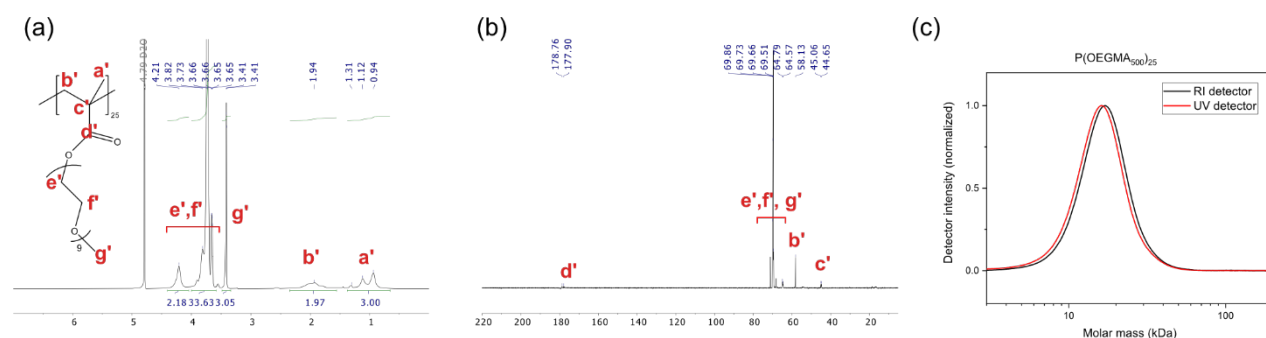 (a)
4.79 D2O
4.21
3.82
3.73
3.66
3.66
3.65
3.65
3.41
3.41
1.94
1.31
1.12
0.94
a'
b'
c'
25
d'
O
O
e'
f'
O
9
g'
e',f'
g'
b'
a'
2.18
33.63
3.05
1.97
3.00
6
5
4
3
2
1
(b)
178.76
177.90
69.86
69.73
69.66
69.51
64.79
64.57
58.13
45.06
44.65
e',f', g'
b'
c'
d'
220
200
180
160
140
120
100
80
60
40
20
(c)
P(OEGMA500)25
RI detector
UV detector
Detector intensity (normalized)
1.0
0.5
0.0
10
100
Molar mass (kDa)